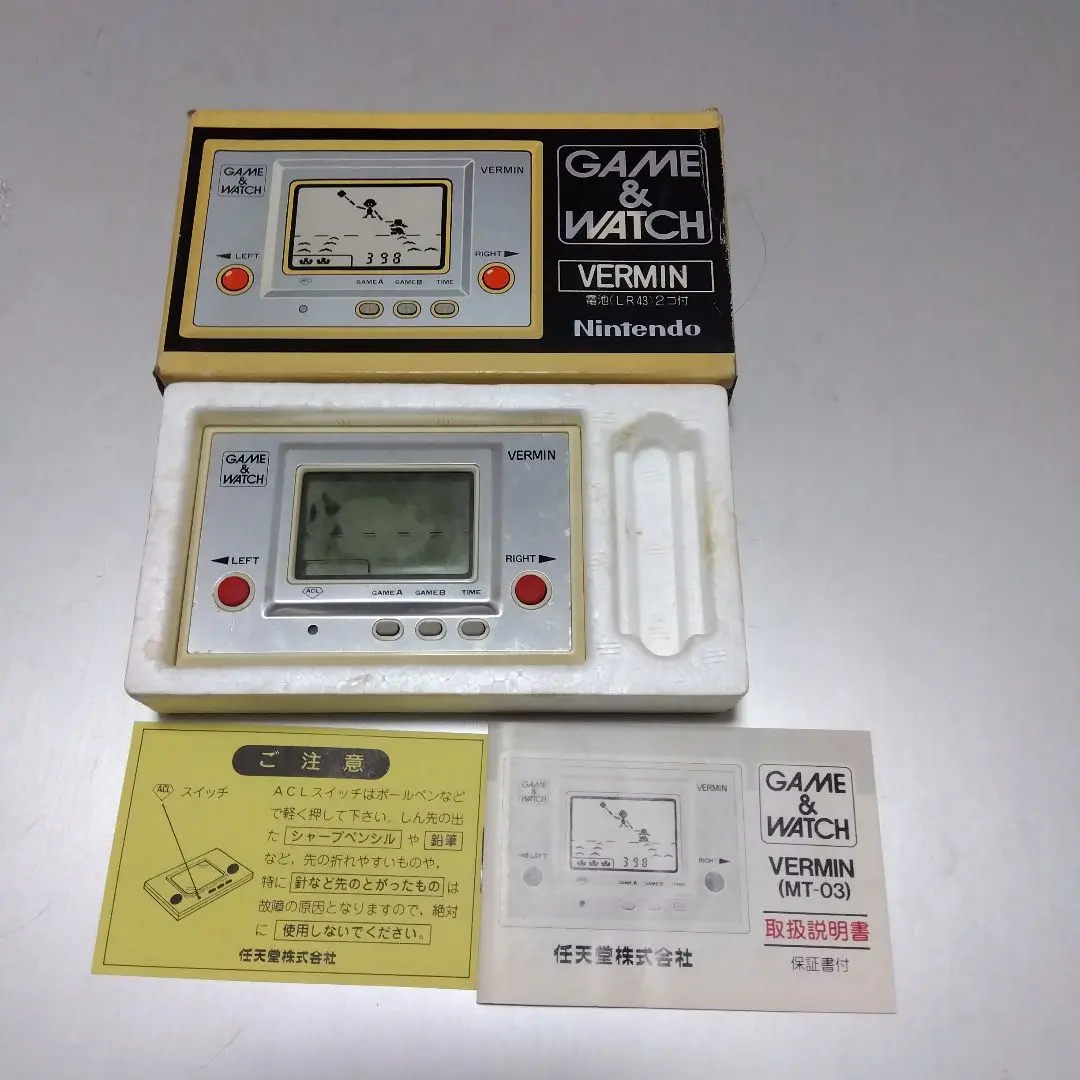 GAME
&
WATCH
VERMIN
◀LEFT
398
RIGHT▶
ACL
GAME A GAME B TIME
GAME
&
WATCH
VERMIN
電池(LR43)2コ付
Nintendo
GAME
&
WATCH
VERMIN
◀LEFT
RIGHT▶
ACL
GAME A GAME B TIME
ご注意
ACL スイッチ
ACLスイッチはボールペンなど
で軽く押して下さい。しん先の出
た シャープペンシル や 鉛筆
など、先の折れやすいものや、
特に 針など先のとがったもの は
故障の原因となりますので、絶対
に 使用しないでください。
任天堂株式会社
GAME
&
WATCH
VERMIN
◀LEFT
398
RIGHT▶
GAME A GAME B TIME
任天堂株式会社
GAME
&
WATCH
VERMIN
(MT-03)
取扱説明書
保証書付